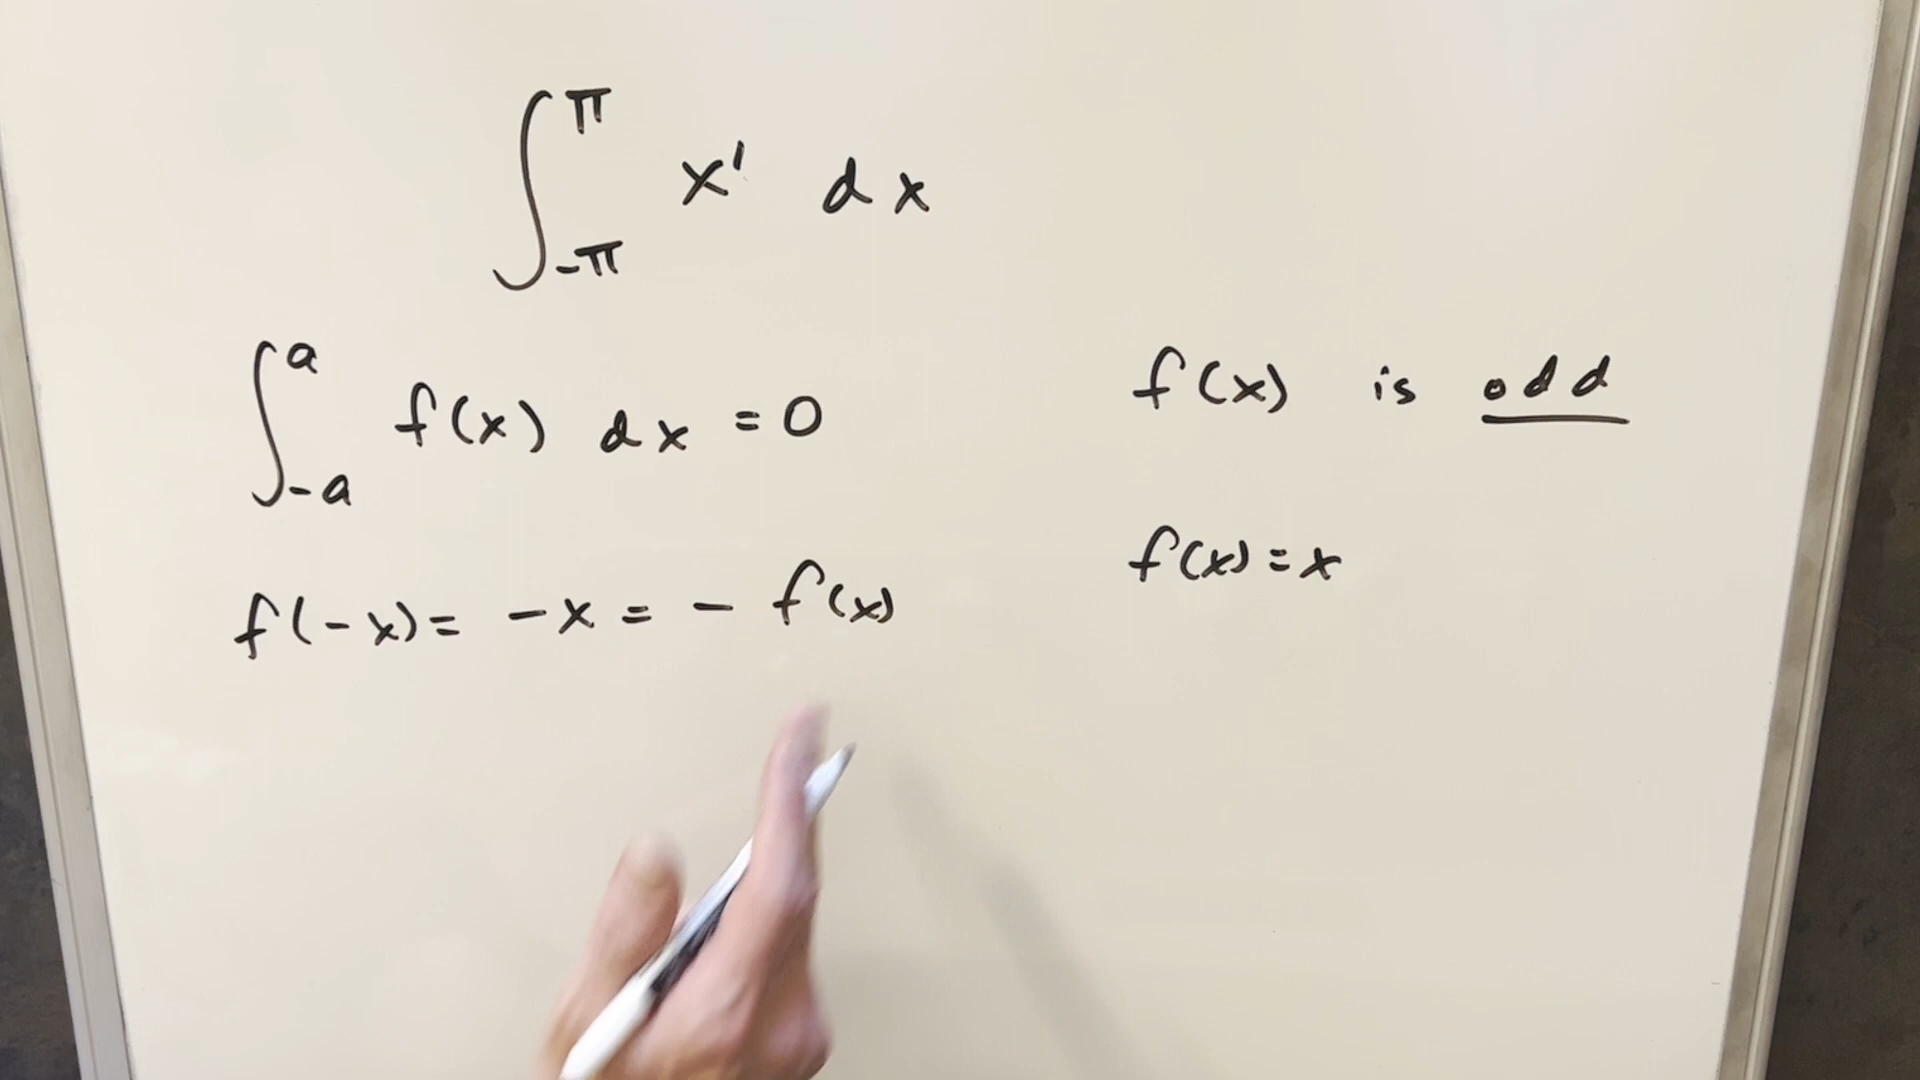 ∫_{-π}^{π} x¹ dx
∫_{-a}^{a} f(x) dx = 0
f(x) is odd
f(x) = x
f(-x) = -x = - f(x)